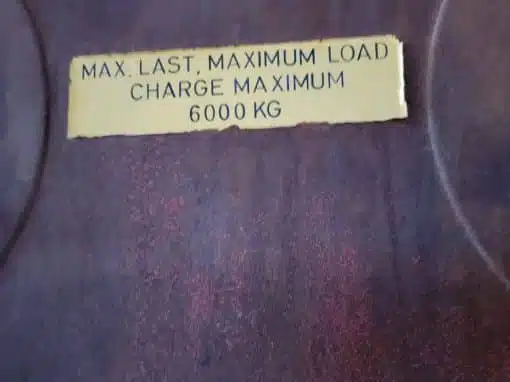 MAX. LAST, MAXIMUM LOAD
CHARGE MAXIMUM
6000 KG